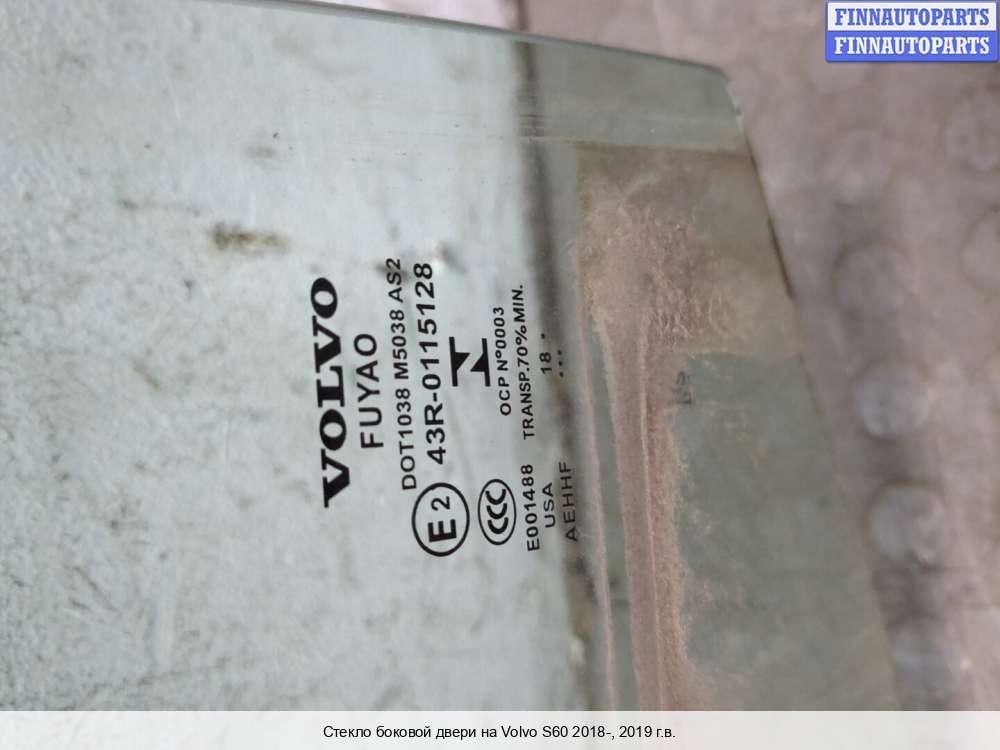 FINNAUTOPARTS
FINNAUTOPARTS
VOLVO
FUYAO
DOT1038 M5038 AS2
E2 43R-0115128
CCC
OCP Nº0003
E001488 TRANSP.70%MIN.
USA 18 •
AEHHF •••
Стекло боковой двери на Volvo S60 2018-, 2019 г.в.